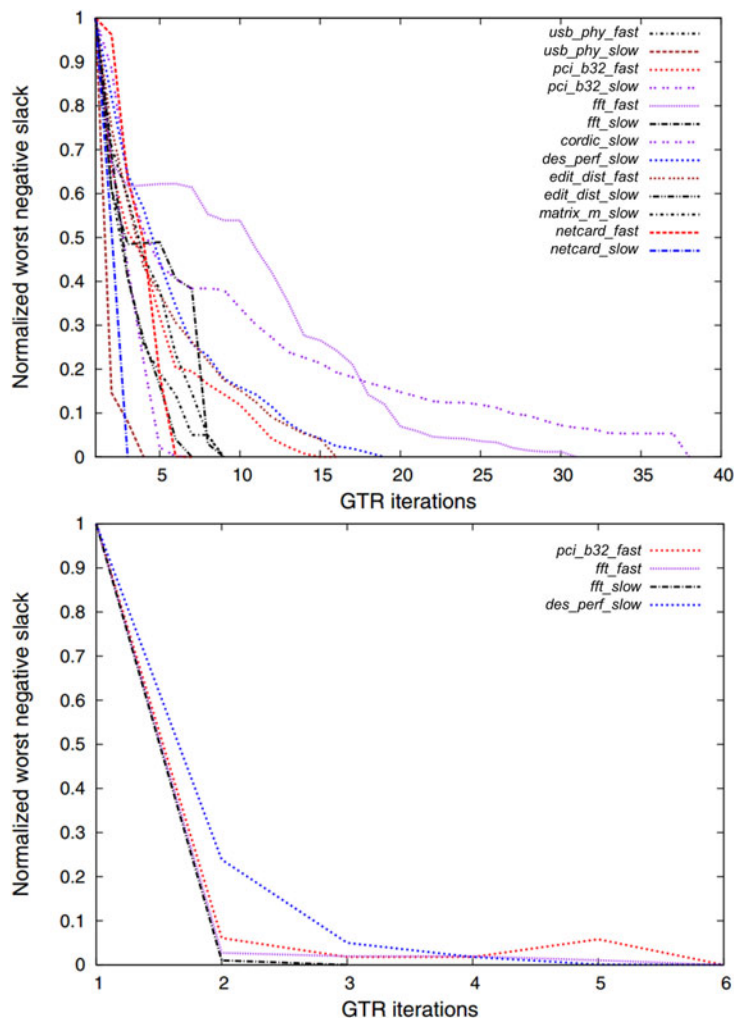 Normalized worst negative slack
1
0.9
0.8
0.7
0.6
0.5
0.4
0.3
0.2
0.1
0
usb_phy_fast
usb_phy_slow
pci_b32_fast
pci_b32_slow
fft_fast
fft_slow
cordic_slow
des_perf_slow
edit_dist_fast
edit_dist_slow
matrix_m_slow
netcard_fast
netcard_slow
5 10 15 20 25 30 35 40
GTR iterations
Normalized worst negative slack
1
0.9
0.8
0.7
0.6
0.5
0.4
0.3
0.2
0.1
0
pci_b32_fast
fft_fast
fft_slow
des_perf_slow
1 2 3 4 5 6
GTR iterations